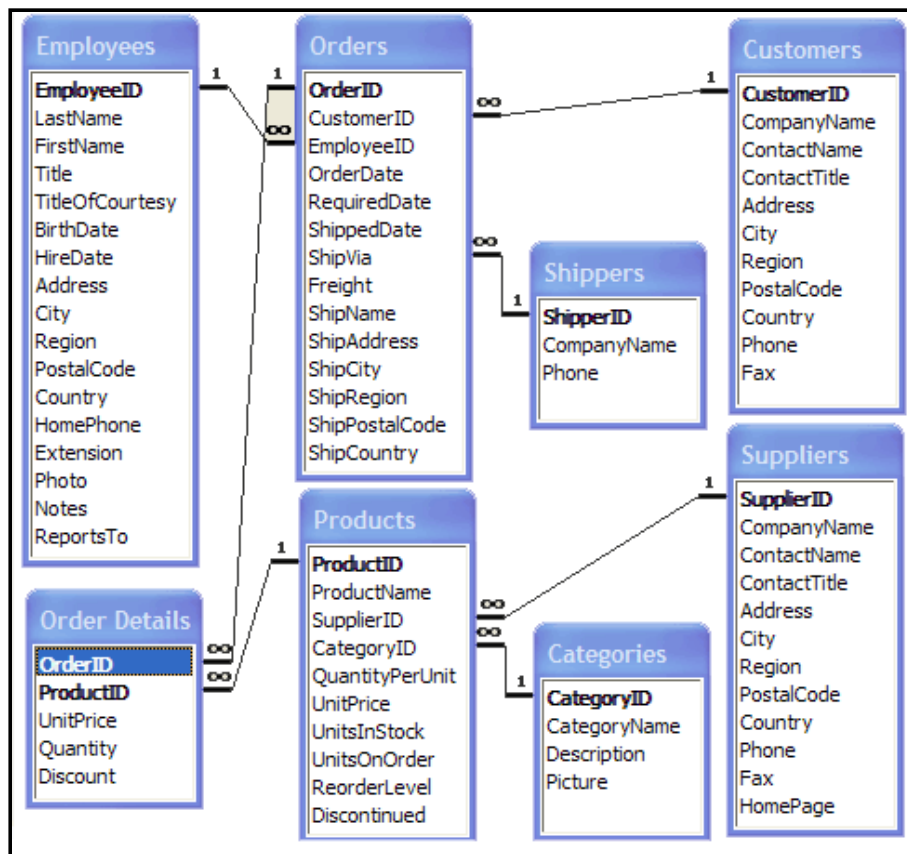 Employees
EmployeeID
LastName
FirstName
Title
TitleOfCourtesy
BirthDate
HireDate
Address
City
Region
PostalCode
Country
HomePhone
Extension
Photo
Notes
ReportsTo
1
1
∞
Orders
OrderID
CustomerID
EmployeeID
OrderDate
RequiredDate
ShippedDate
ShipVia
Freight
ShipName
ShipAddress
ShipCity
ShipRegion
ShipPostalCode
ShipCountry
∞
1
∞
1
Customers
CustomerID
CompanyName
ContactName
ContactTitle
Address
City
Region
PostalCode
Country
Phone
Fax
Shippers
ShipperID
CompanyName
Phone
Order Details
OrderID
ProductID
UnitPrice
Quantity
Discount
∞
∞
1
Products
ProductID
ProductName
SupplierID
CategoryID
QuantityPerUnit
UnitPrice
UnitsInStock
UnitsOnOrder
ReorderLevel
Discontinued
∞
∞
1
1
Categories
CategoryID
CategoryName
Description
Picture
Suppliers
SupplierID
CompanyName
ContactName
ContactTitle
Address
City
Region
PostalCode
Country
Phone
Fax
HomePage